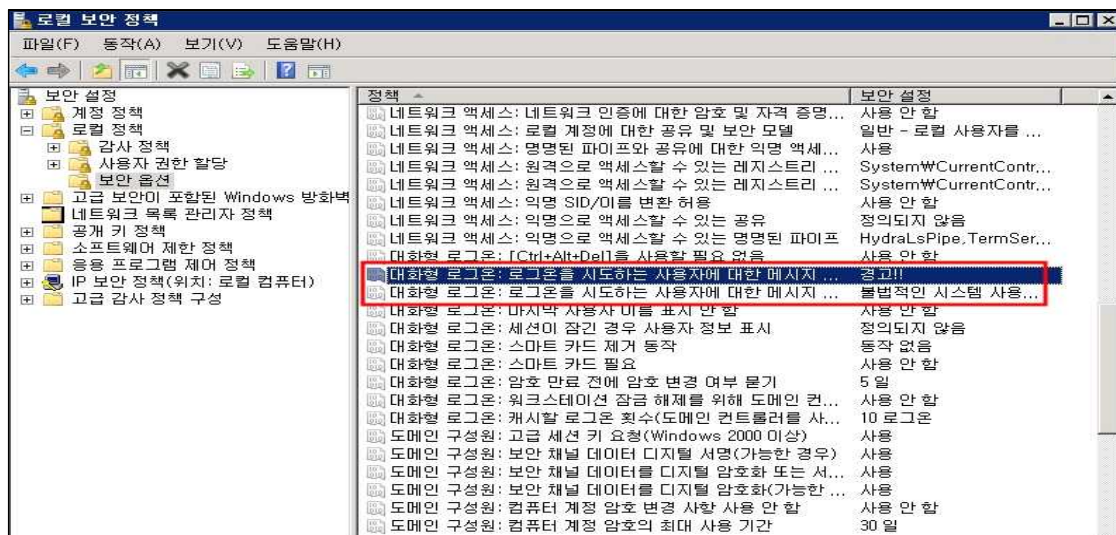 로컬 보안 정책
파일(F) 동작(A) 보기(V) 도움말(H)
보안 설정
계정 정책
로컬 정책
감사 정책
사용자 권한 할당
보안 옵션
고급 보안이 포함된 Windows 방화벽
네트워크 목록 관리자 정책
공개 키 정책
소프트웨어 제한 정책
응용 프로그램 제어 정책
IP 보안 정책(위치: 로컬 컴퓨터)
고급 감사 정책 구성
정책 보안 설정
네트워크 액세스: 네트워크 인증에 대한 암호 및 자격 증명... 사용 안 함
네트워크 액세스: 로컬 계정에 대한 공유 및 보안 모델 일반 - 로컬 사용자를 ...
네트워크 액세스: 명명된 파이프와 공유에 대한 익명 액세... 사용
네트워크 액세스: 원격으로 액세스할 수 있는 레지스트리 ... System₩CurrentContr...
네트워크 액세스: 원격으로 액세스할 수 있는 레지스트리 ... System₩CurrentContr...
네트워크 액세스: 익명 SID/이름 변환 허용 사용 안 함
네트워크 액세스: 익명으로 액세스할 수 있는 공유 정의되지 않음
네트워크 액세스: 익명으로 액세스할 수 있는 명명된 파이프 HydraLsPipe,TermSer...
대화형 로그온: [Ctrl+Alt+Del]을 사용할 필요 없음 사용 안 함
대화형 로그온: 로그온을 시도하는 사용자에 대한 메시지 ... 경고!!
대화형 로그온: 로그온을 시도하는 사용자에 대한 메시지 ... 불법적인 시스템 사용...
대화형 로그온: 마지막 사용자 이름 표시 안 함 사용 안 함
대화형 로그온: 세션이 잠긴 경우 사용자 정보 표시 정의되지 않음
대화형 로그온: 스마트 카드 제거 동작 동작 없음
대화형 로그온: 스마트 카드 필요 사용 안 함
대화형 로그온: 암호 만료 전에 암호 변경 여부 묻기 5 일
대화형 로그온: 워크스테이션 잠금 해제를 위해 도메인 컨... 사용 안 함
대화형 로그온: 캐시할 로그온 횟수(도메인 컨트롤러를 사... 10 로그온
도메인 구성원: 고급 세션 키 요청(Windows 2000 이상) 사용
도메인 구성원: 보안 채널 데이터 디지털 서명(가능한 경우) 사용
도메인 구성원: 보안 채널 데이터를 디지털 암호화 또는 서... 사용
도메인 구성원: 보안 채널 데이터를 디지털 암호화(가능한 ... 사용
도메인 구성원: 컴퓨터 계정 암호 변경 사항 사용 안 함 사용 안 함
도메인 구성원: 컴퓨터 계정 암호의 최대 사용 기간 30 일